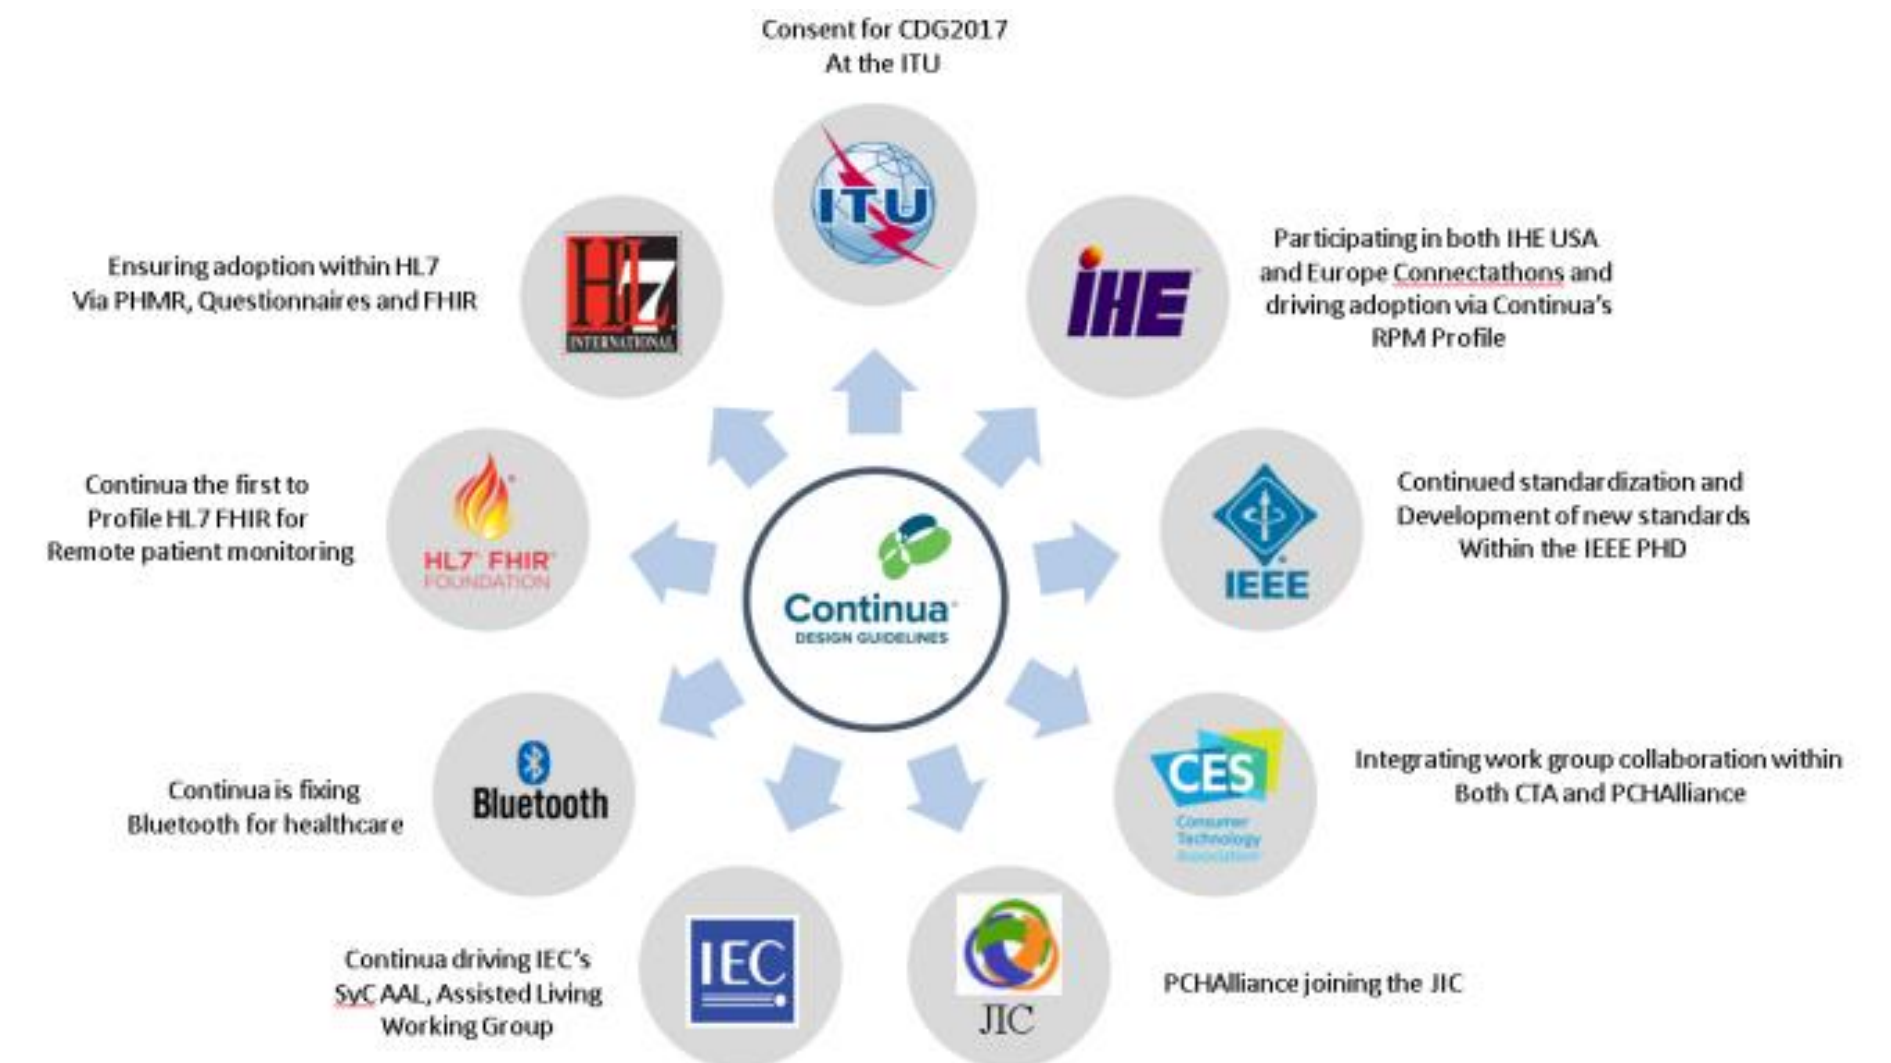 Consent for CDG2017
At the ITU
ITU
Ensuring adoption within HL7
Via PHMR, Questionnaires and FHIR
HL7
INTERNATIONAL
IHE
Participating in both IHE USA
and Europe Connectathons and
driving adoption via Continua's
RPM Profile
Continua the first to
Profile HL7 FHIR for
Remote patient monitoring
HL7® FHIR®
FOUNDATION
IEEE
Continued standardization and
Development of new standards
Within the IEEE PHD
Continua®
DESIGN GUIDELINES
Continua is fixing
Bluetooth for healthcare
Bluetooth
CES
Consumer
Technology
Association
Integrating work group collaboration within
Both CTA and PCHAlliance
Continua driving IEC's
SyC AAL, Assisted Living
Working Group
IEC
JIC
PCHAlliance joining the JIC